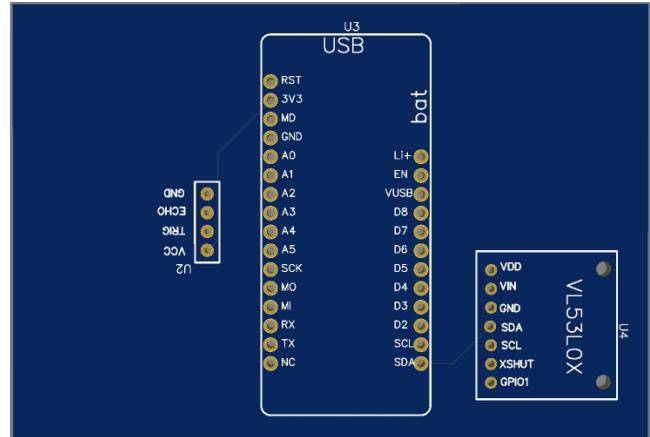 U3
USB
bat
RST
3V3
MD
GND
A0
A1
A2
A3
A4
A5
SCK
MO
MI
RX
TX
NC
Li+
EN
VUSB
D8
D7
D6
D5
D4
D3
D2
SCL
SDA
GND
ECHO
TRIG
VCC
U2
VDD
VIN
GND
SDA
SCL
XSHUT
GPIO1
VL53L0X
U4